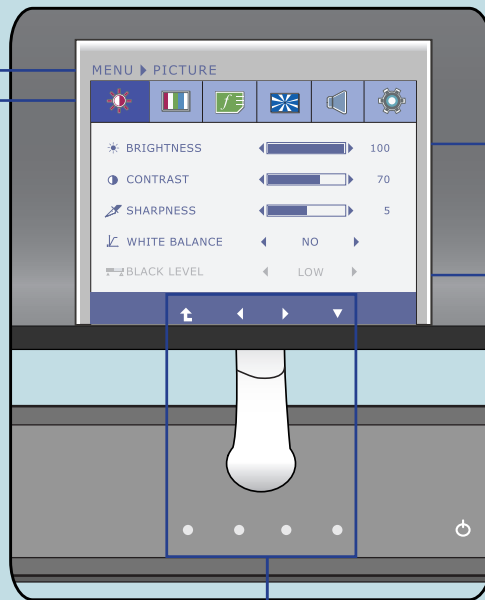 MENU ▶ PICTURE
BRIGHTNESS 100
CONTRAST 70
SHARPNESS 5
WHITE BALANCE NO
BLACK LEVEL LOW